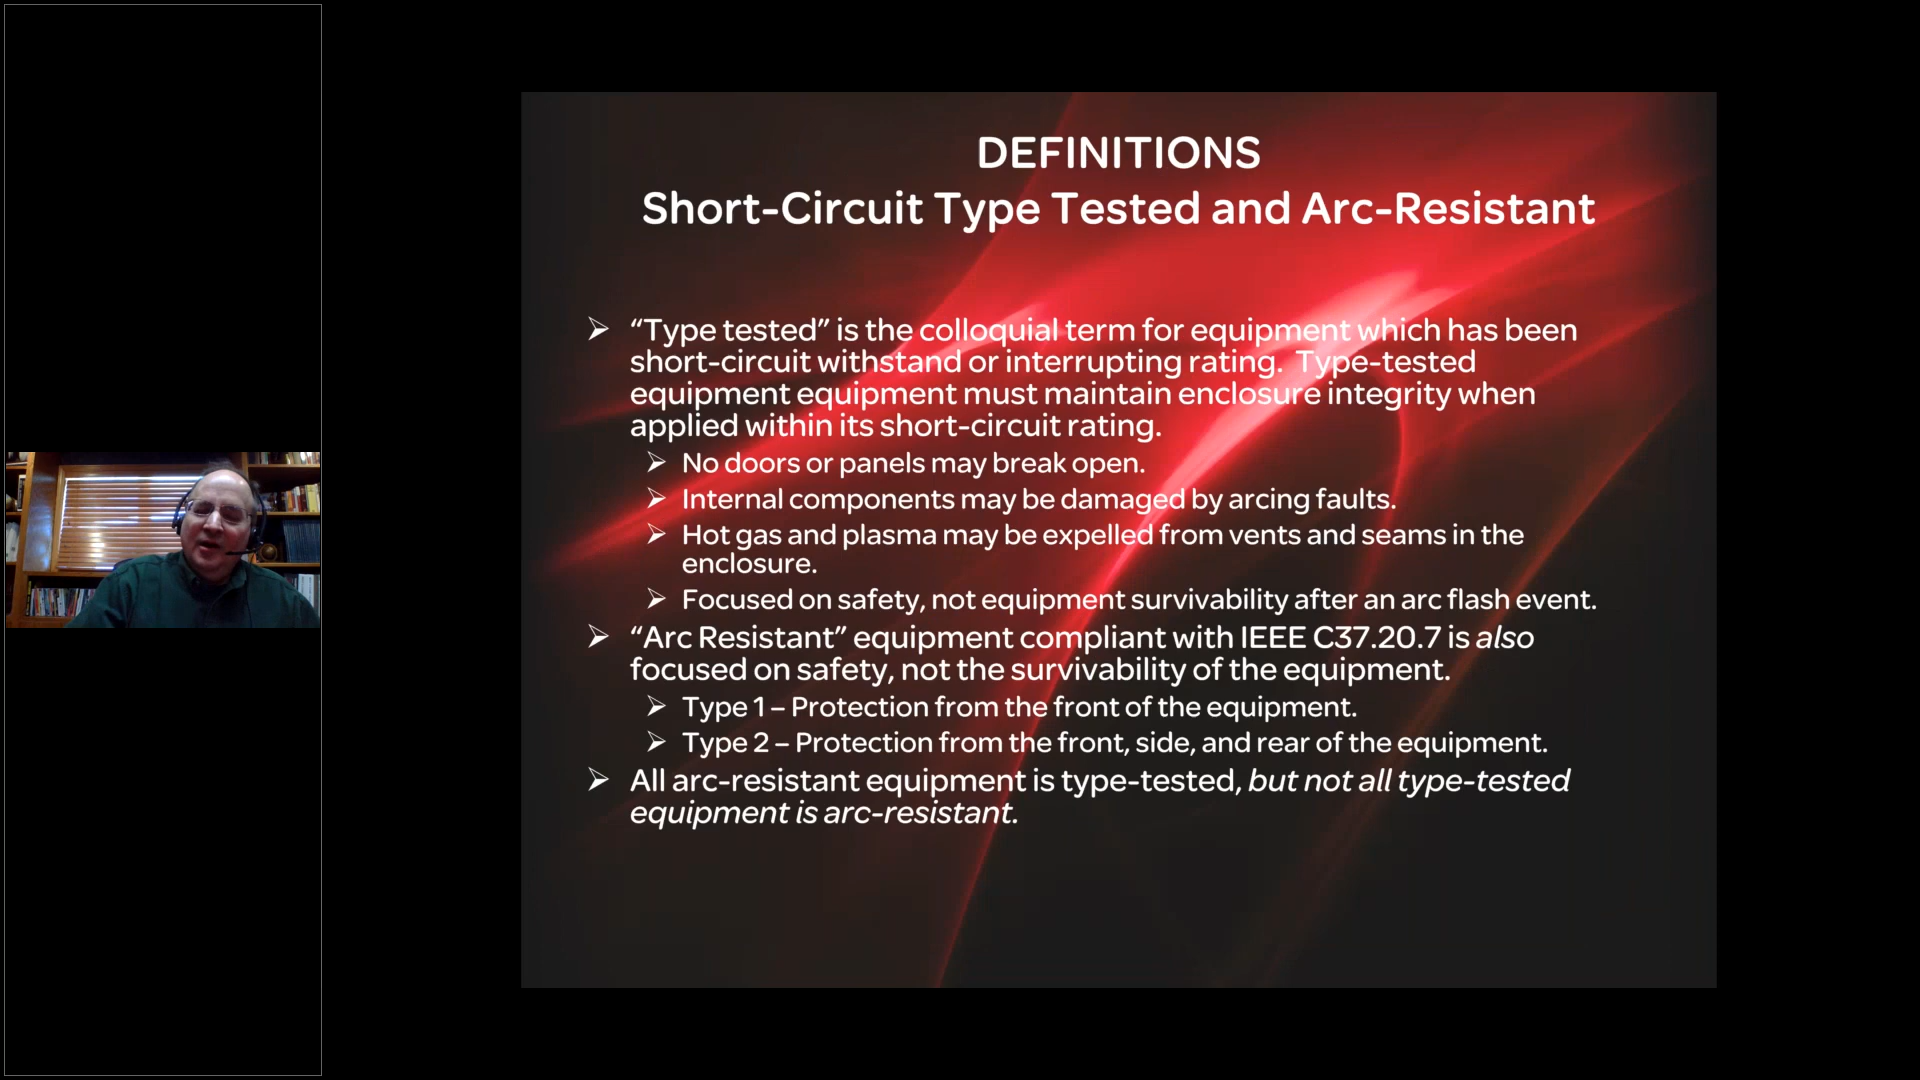 DEFINITIONS
Short-Circuit Type Tested and Arc-Resistant
➢ “Type tested” is the colloquial term for equipment which has been
short-circuit withstand or interrupting rating.  Type-tested
equipment equipment must maintain enclosure integrity when
applied within its short-circuit rating.
➢ No doors or panels may break open.
➢ Internal components may be damaged by arcing faults.
➢ Hot gas and plasma may be expelled from vents and seams in the
enclosure.
➢ Focused on safety, not equipment survivability after an arc flash event.
➢ “Arc Resistant” equipment compliant with IEEE C37.20.7 is also
focused on safety, not the survivability of the equipment.
➢ Type 1 – Protection from the front of the equipment.
➢ Type 2 – Protection from the front, side, and rear of the equipment.
➢ All arc-resistant equipment is type-tested, but not all type-tested
equipment is arc-resistant.